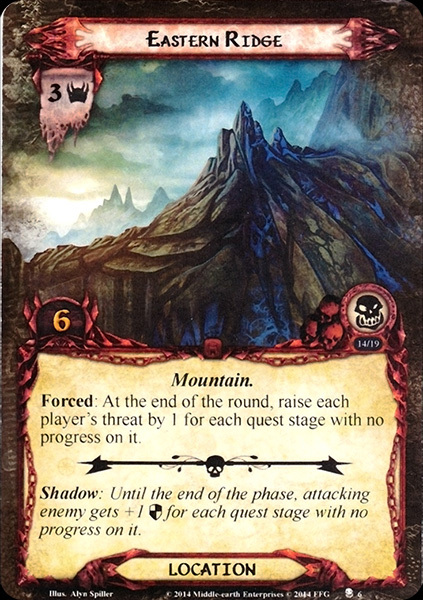 EASTERN RIDGE
3
6
14/19
Mountain.
Forced: At the end of the round, raise each
player's threat by 1 for each quest stage with no
progress on it.
Shadow: Until the end of the phase, attacking
enemy gets +1 for each quest stage with no
progress on it.
LOCATION
Illus. Alyn Spiller © 2014 Middle-earth Enterprises © 2014 FFG 6